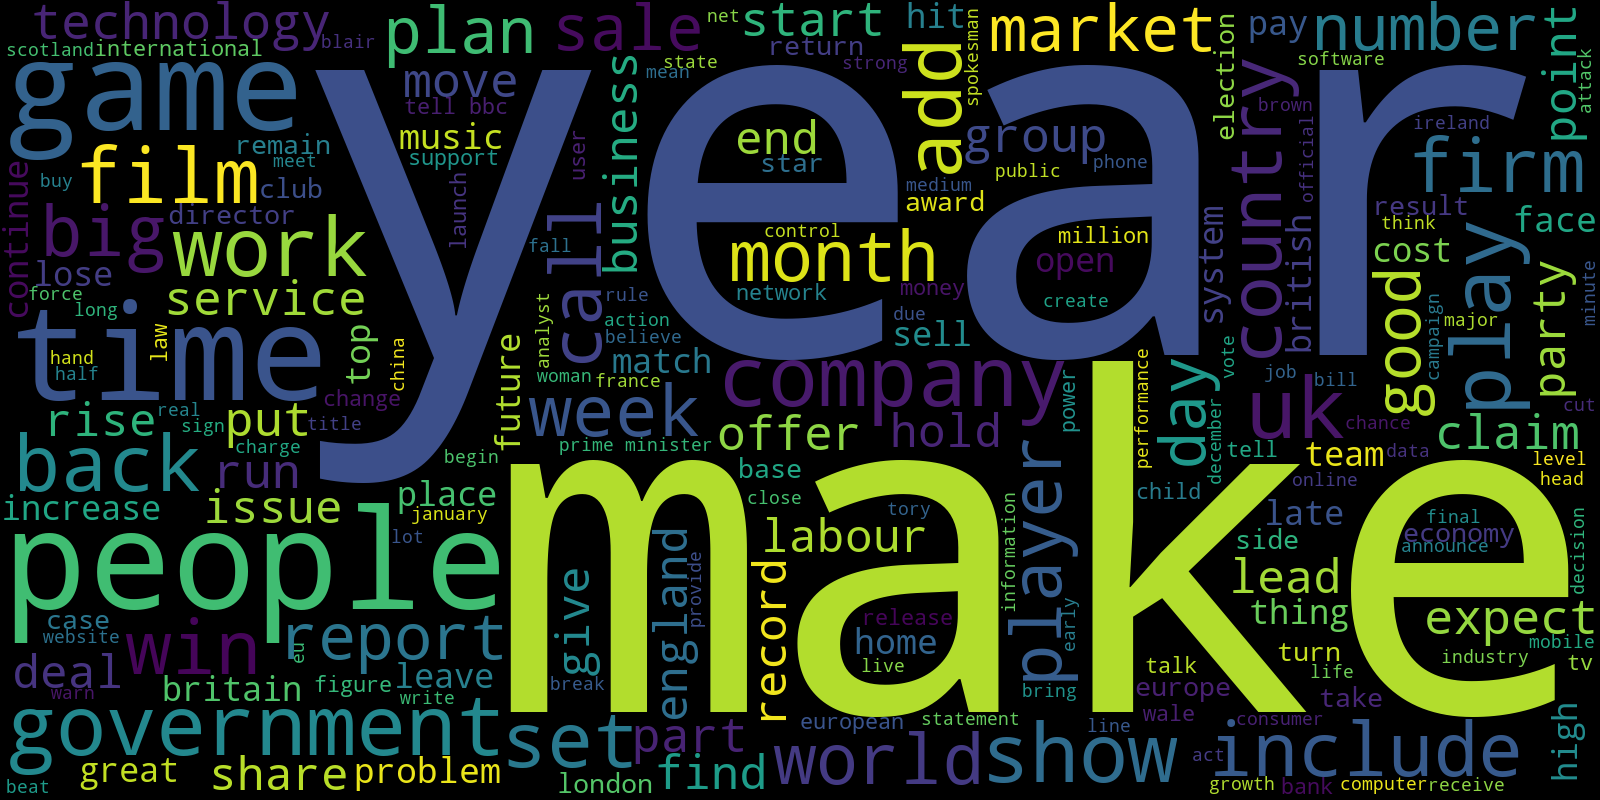 technology
blair
plan
sale
net
start
hit
market
election
pay
number
point
scotland
international
move
mean
state
return
strong
add
spokesman
software
attack
game
year
tell bbc
music
support
user
business
end
star
group
phone
public
country
brown
official
ireland
firm
remain
meet
film
buy
club
director
launch
medium
award
continue
big
work
call
fall
control
month
million
open
system
british
result
think
face
cost
lose
force
long
service
time
law
top
china
hand
half
rule
action
believe
network
money
create
due
sell
good
play
party
minute
major
campaign
future
analyst
match
woman
france
company
week
performance
day
vote
job
bill
uk
chance
cut
rise
real
sign
put
change
title
charge
back
run
begin
prime minister
offer
hold
power
tell
december
claim
team
data
level
head
increase
issue
place
january
lot
base
close
make
tory
labour
player
child
online
late
side
economy
final
announce
decision
people
information
give
england
provide
record
release
home
live
early
lead
thing
expect
case
website
win
report
eu
deal
warn
britain
figure
leave
write
break
bring
talk
turn
life
industry
mobile
tv
europe
take
wale
government
set
part
european
statement
line
consumer
high
beat
great
share
problem
london
find
world
show
act
include
growth
bank
computer
receive